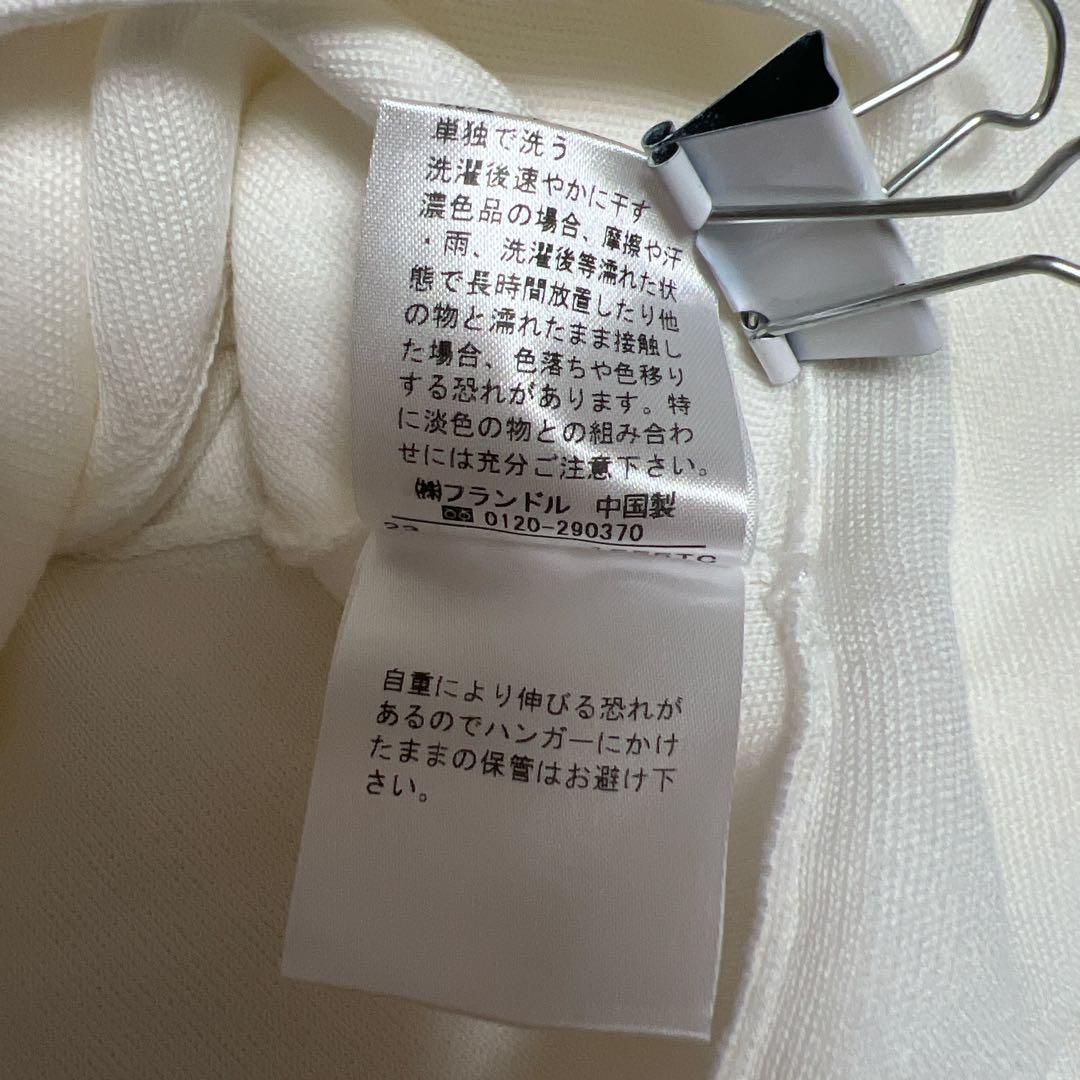 単独で洗う
洗濯後速やかに干す
濃色品の場合、摩擦や汗
・雨、洗濯後等濡れた状
態で長時間放置したり他
の物と濡れたまま接触し
た場合、色落ちや色移り
する恐れがあります。特
に淡色の物との組み合わ
せには充分ご注意下さい。
㈱フランドル 中国製
0120-290370
自重により伸びる恐れが
あるのでハンガーにかけ
たままの保管はお避け下
さい。